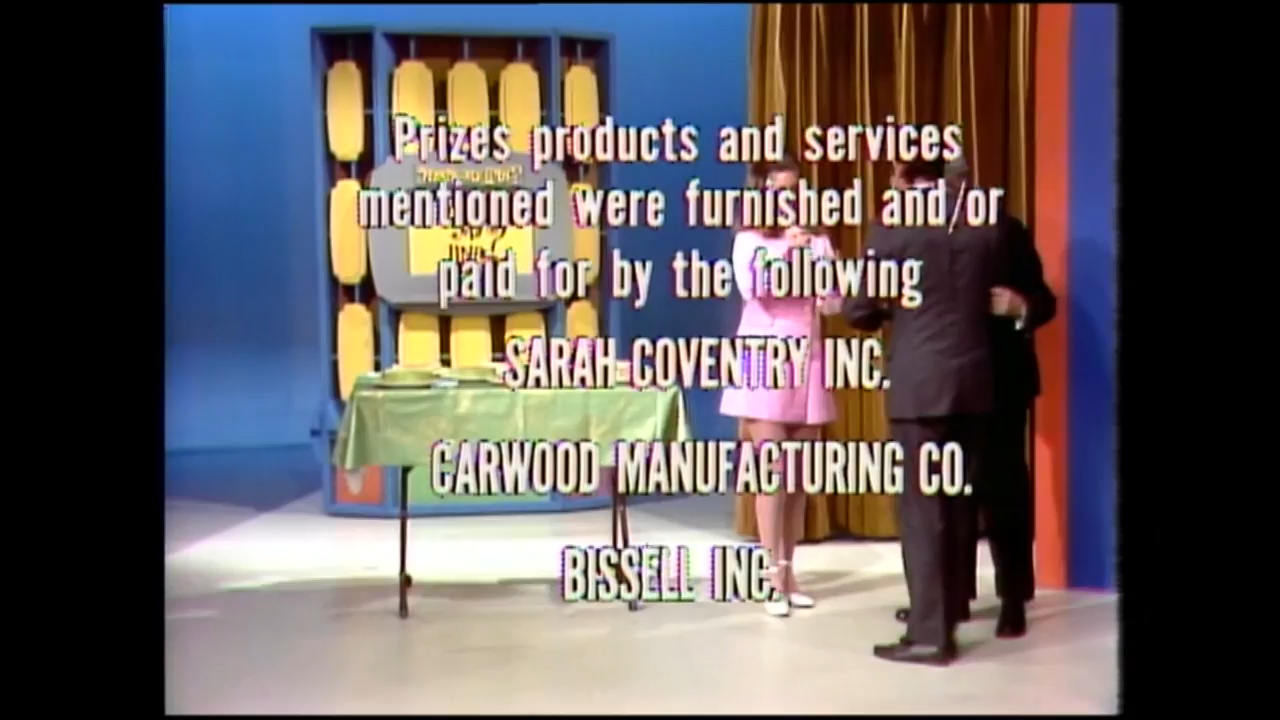 Prizes products and services
mentioned were furnished and/or
paid for by the following
SARAH COVENTRY INC.
CARWOOD MANUFACTURING CO.
BISSELL INC.